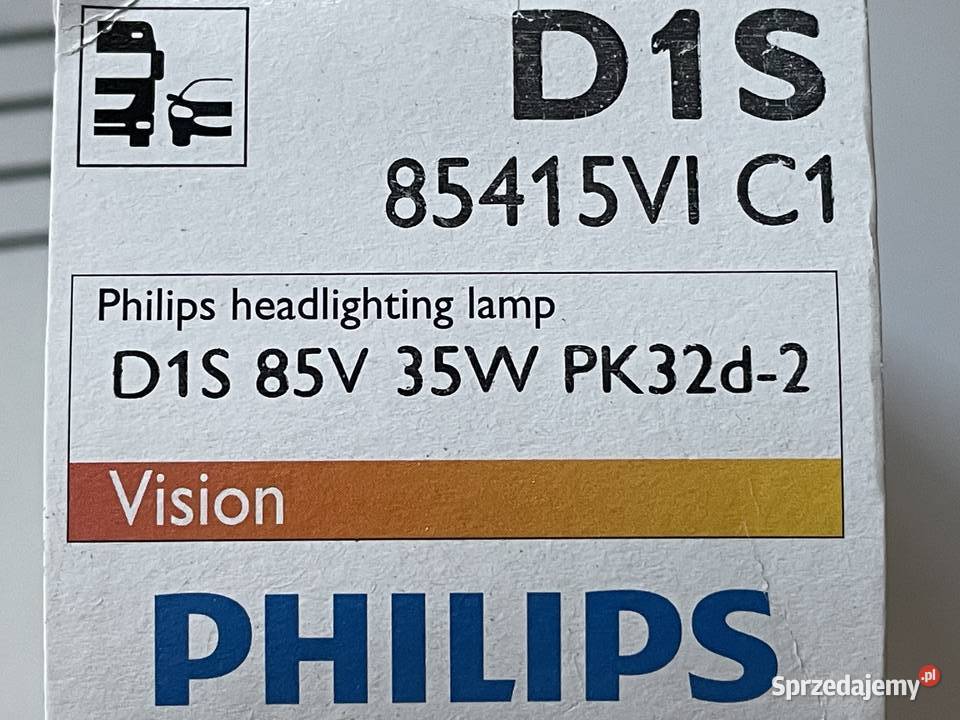 D1S
85415VI C1
Philips headlighting lamp
D1S 85V 35W PK32d-2
Vision
PHILIPS
Sprzedajemy.pl